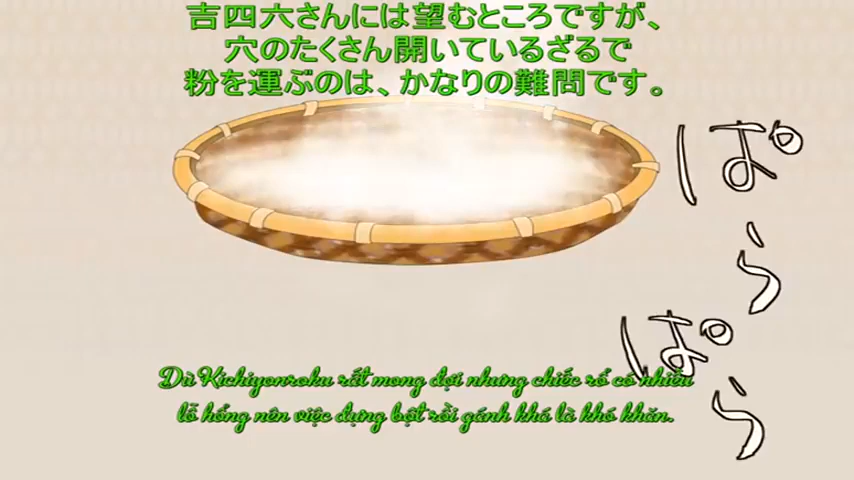 吉四六さんには望むところですが、
穴のたくさん開いているざるで
粉を運ぶのは、かなりの難問です。
ぱら
ぱら
Dù Kichiyonroku rất mong đợi nhưng chiếc rổ có nhiều
lỗ hổng nên việc đựng bột rồi gánh khá là khó khăn.